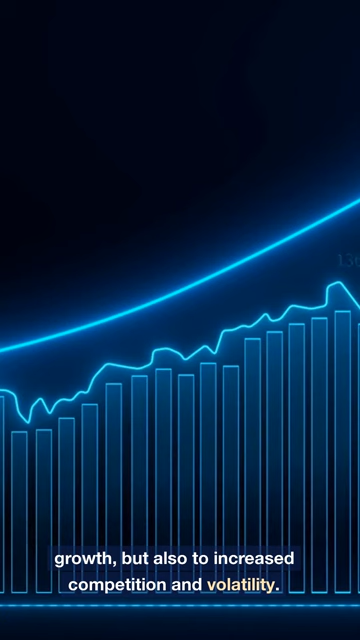 growth, but also to increased
competition and volatility.